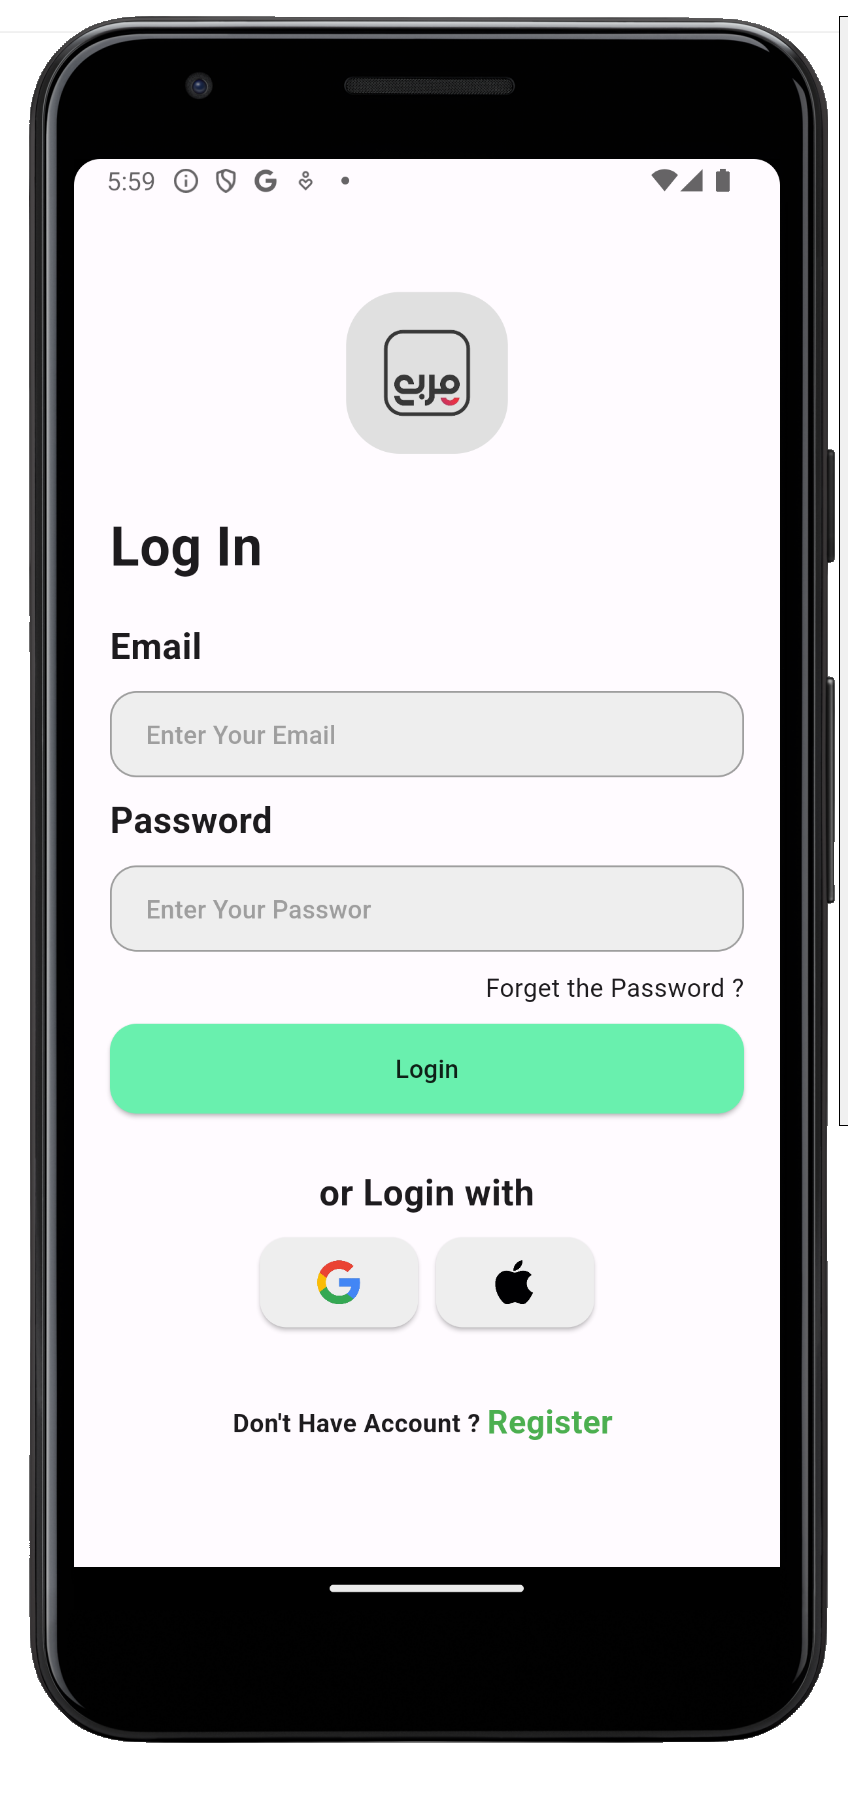 5:59
مربع
Log In
Email
Enter Your Email
Password
Enter Your Passwor
Forget the Password ?
Login
or Login with
Don't Have Account ? Register